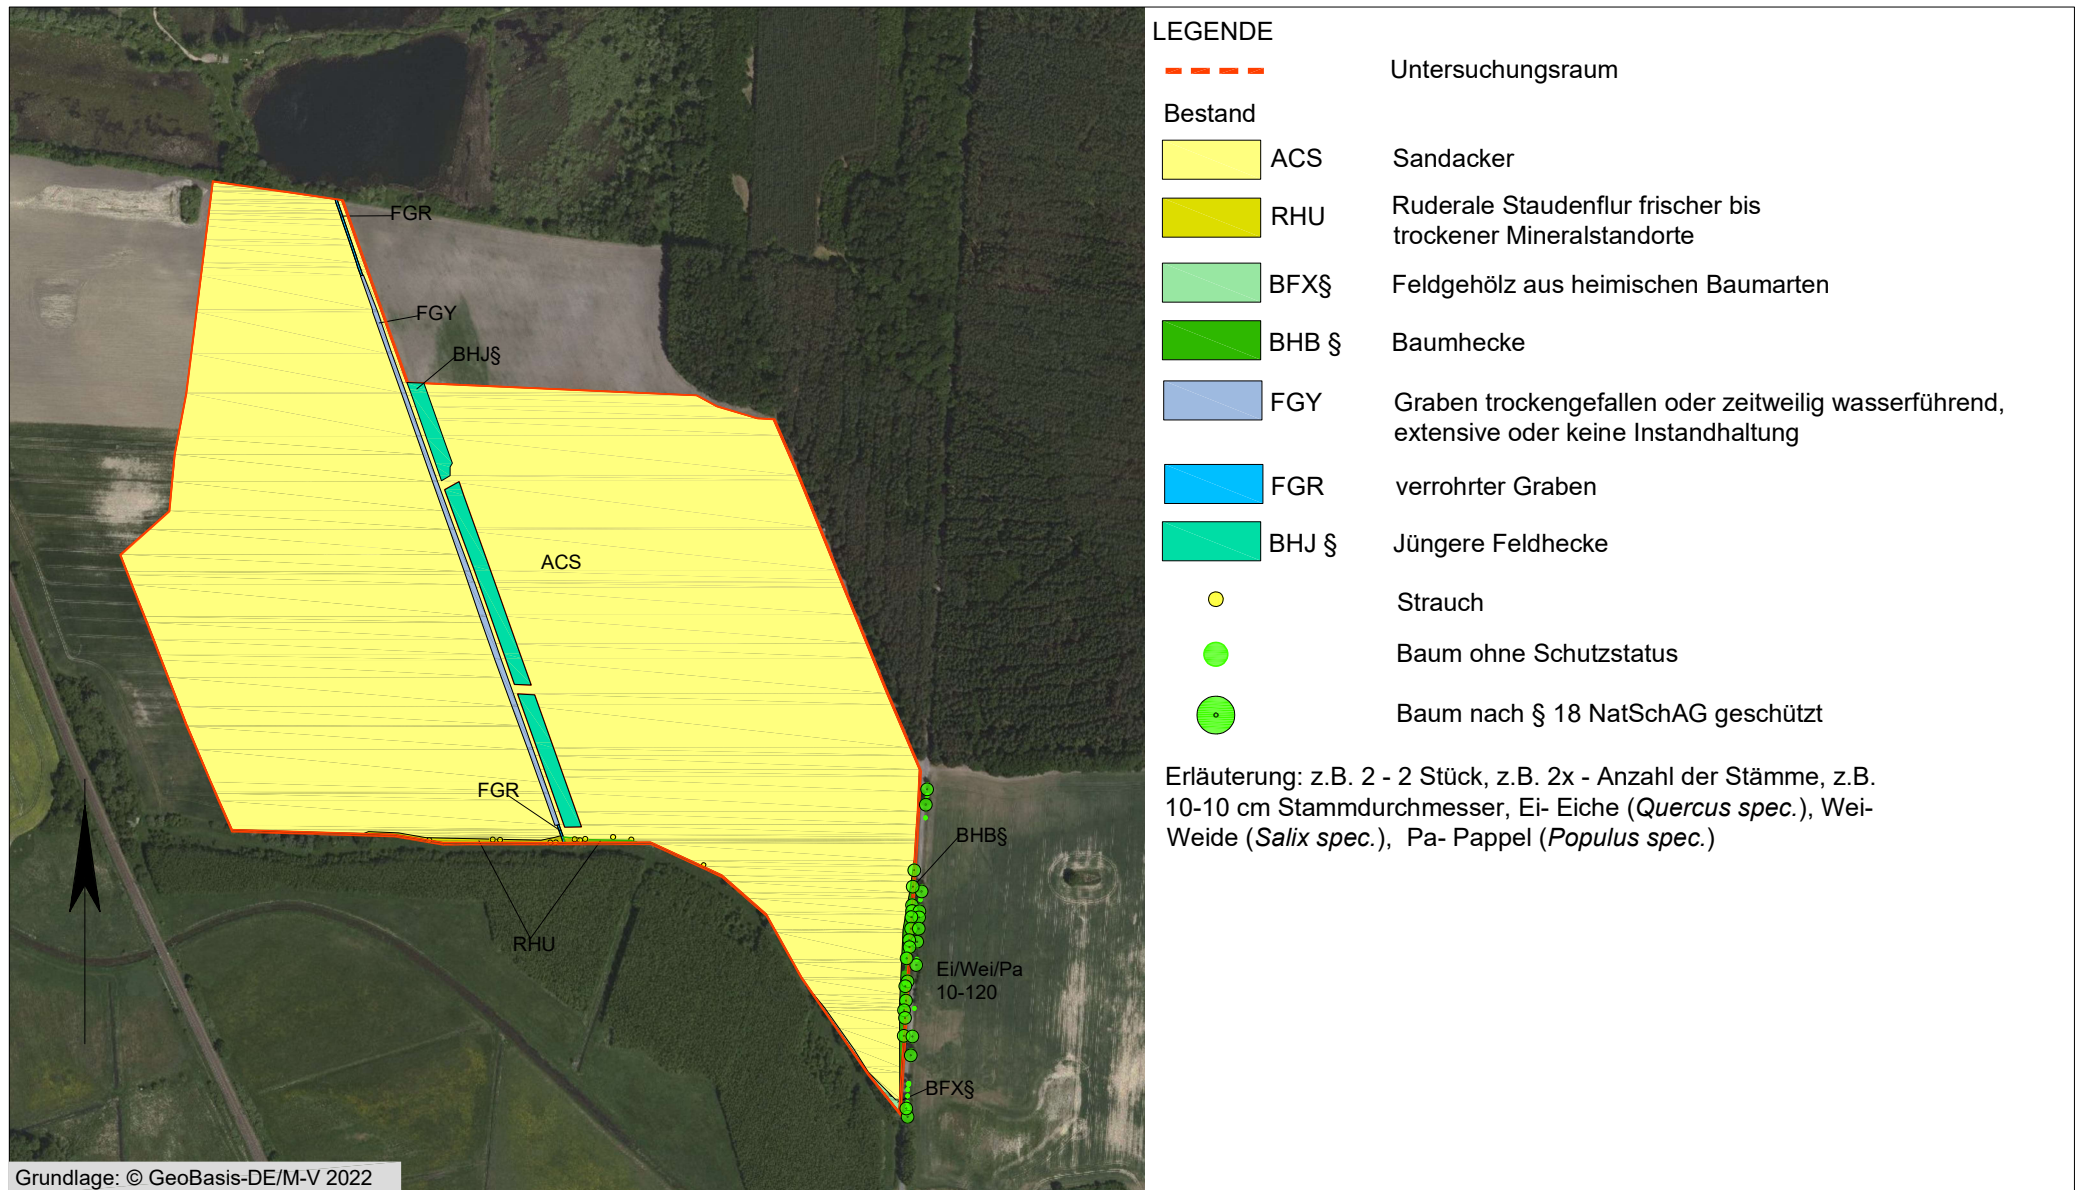 FGR
FGY
BHJ§
ACS
FGR
RHU
BHB§
Ei/Wei/Pa
10-120
BFX§
Grundlage: © GeoBasis-DE/M-V 2022
LEGENDE
Untersuchungsraum
Bestand
ACS Sandacker
RHU Ruderale Staudenflur frischer bis
trockener Mineralstandorte
BFX§ Feldgehölz aus heimischen Baumarten
BHB § Baumhecke
FGY Graben trockengefallen oder zeitweilig wasserführend,
extensive oder keine Instandhaltung
FGR verrohrter Graben
BHJ § Jüngere Feldhecke
Strauch
Baum ohne Schutzstatus
Baum nach § 18 NatSchAG geschützt
Erläuterung: z.B. 2 - 2 Stück, z.B. 2x - Anzahl der Stämme, z.B.
10-10 cm Stammdurchmesser, Ei- Eiche (Quercus spec.), Wei-
Weide (Salix spec.), Pa- Pappel (Populus spec.)